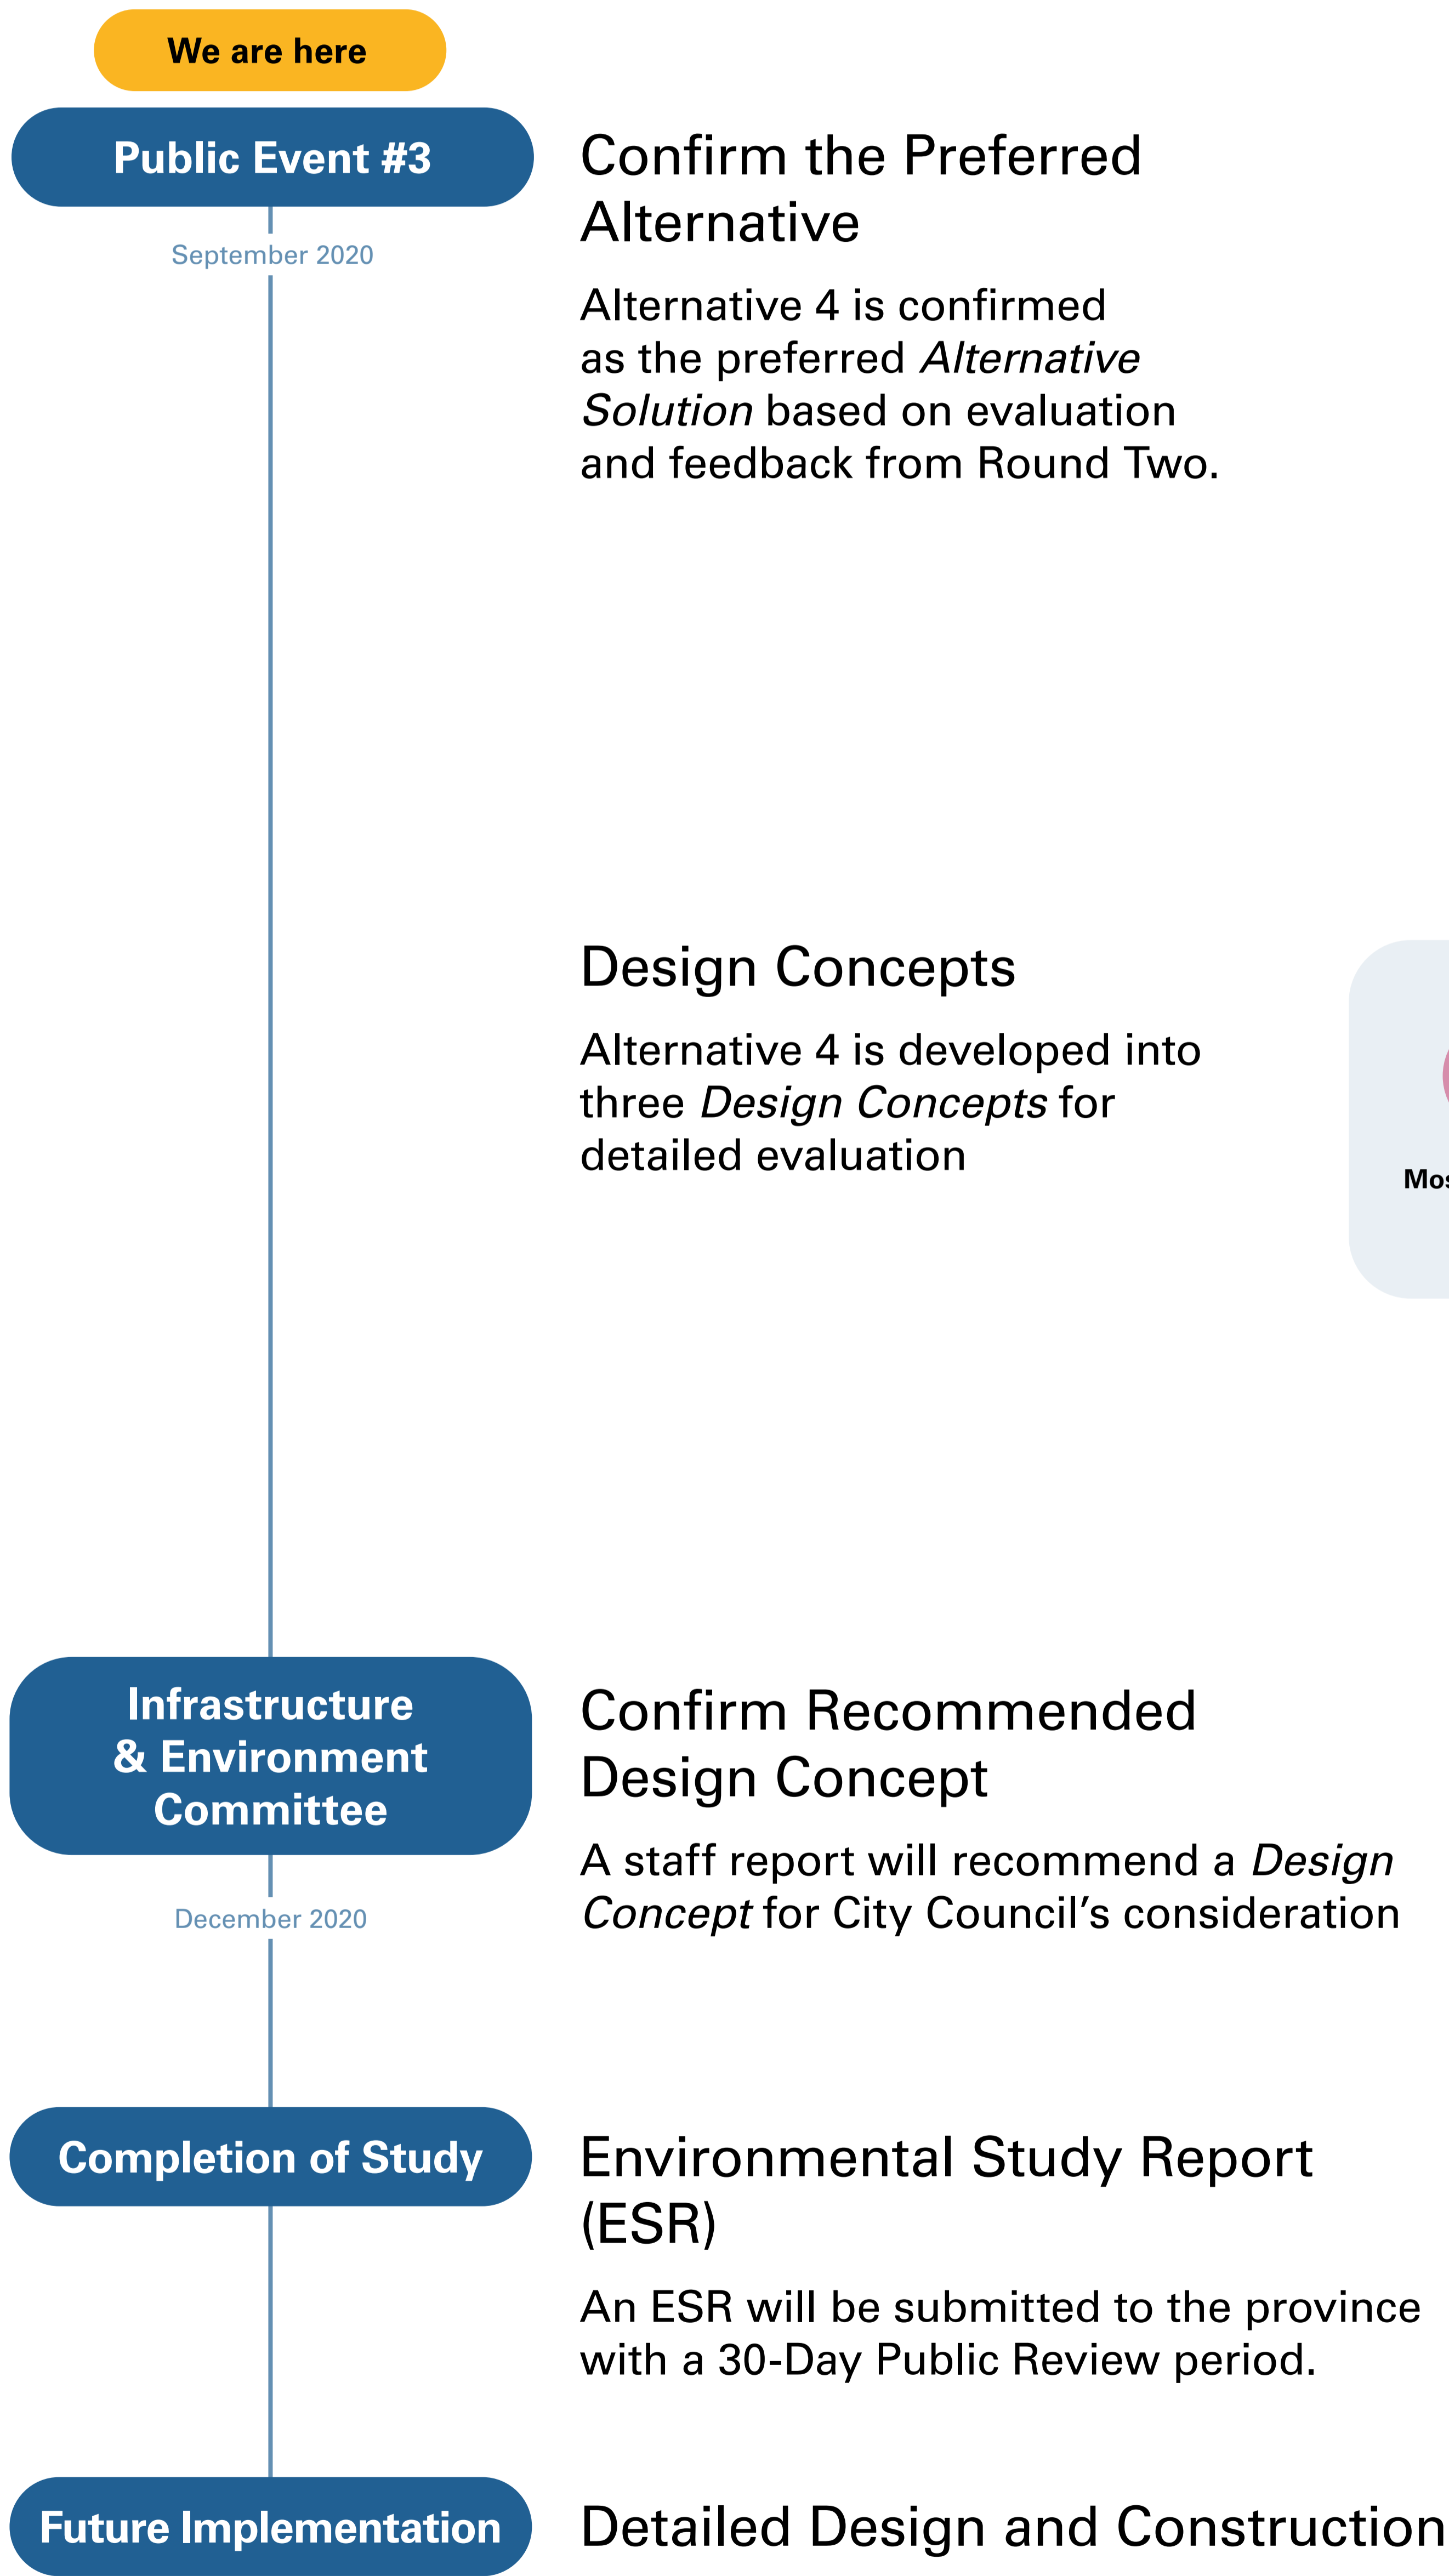 We are here
Public Event #3
September 2020
Confirm the Preferred
Alternative
Alternative 4 is confirmed
as the preferred Alternative
Solution based on evaluation
and feedback from Round Two.
Design Concepts
Alternative 4 is developed into
three Design Concepts for
detailed evaluation
Infrastructure
& Environment
Committee
December 2020
Confirm Recommended
Design Concept
A staff report will recommend a Design
Concept for City Council’s consideration
Completion of Study
Environmental Study Report
(ESR)
An ESR will be submitted to the province
with a 30-Day Public Review period.
Future Implementation
Detailed Design and Construction